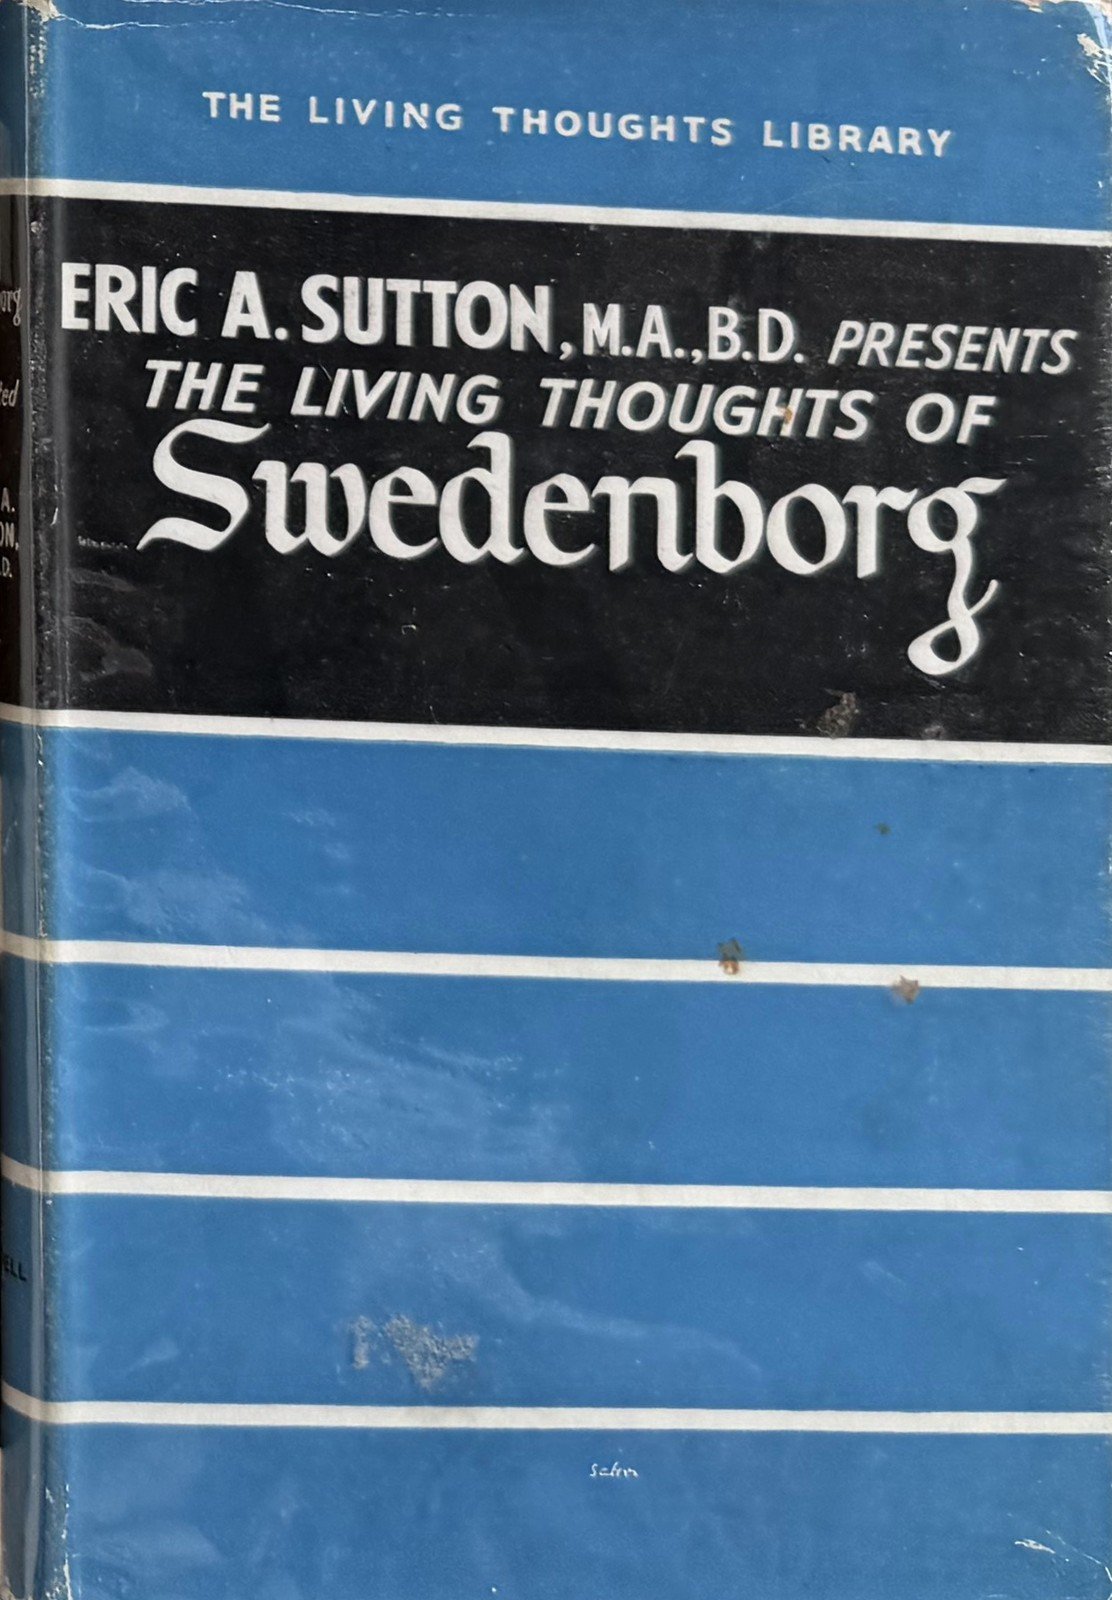 THE LIVING THOUGHTS LIBRARY
ERIC A. SUTTON, M.A., B.D. PRESENTS
THE LIVING THOUGHTS OF
Swedenborg